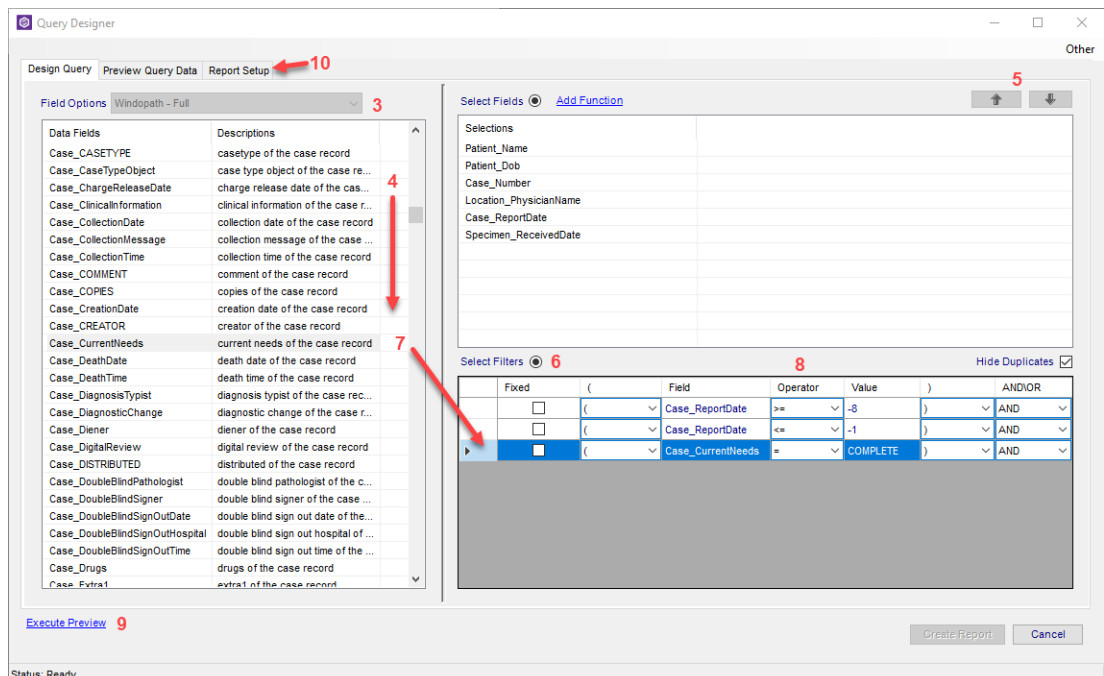 Query Designer
Other
Design Query Preview Query Data Report Setup 10
Field Options Windopath - Full 3
Data Fields Descriptions
Case_CASETYPE casetype of the case record
Case_CaseTypeObject case type object of the case re...
Case_ChargeReleaseDate charge release date of the cas...
Case_ClinicalInformation clinical information of the case r...
Case_CollectionDate collection date of the case record
Case_CollectionMessage collection message of the case ...
Case_CollectionTime collection time of the case record
Case_COMMENT comment of the case record
Case_COPIES copies of the case record
Case_CreationDate creation date of the case record
Case_CREATOR creator of the case record
Case_CurrentNeeds current needs of the case record
Case_DeathDate death date of the case record
Case_DeathTime death time of the case record
Case_DiagnosisTypist diagnosis typist of the case rec...
Case_DiagnosticChange diagnostic change of the case r...
Case_Diener diener of the case record
Case_DigitalReview digital review of the case record
Case_DISTRIBUTED distributed of the case record
Case_DoubleBlindPathologist double blind pathologist of the c...
Case_DoubleBlindSigner double blind signer of the case ...
Case_DoubleBlindSignOutDate double blind sign out date of the...
Case_DoubleBlindSignOutHospital double blind sign out hospital of ...
Case_DoubleBlindSignOutTime double blind sign out time of the ...
Case_Drugs drugs of the case record
Case_Extra1 extra1 of the case record
4
7
Select Fields Add Function 5
Selections
Patient_Name
Patient_Dob
Case_Number
Location_PhysicianName
Case_ReportDate
Specimen_ReceivedDate
Select Filters 6 8 Hide Duplicates
Fixed ( Field Operator Value ) AND\OR
( Case_ReportDate >= -8 ) AND
( Case_ReportDate <= -1 ) AND
( Case_CurrentNeeds = COMPLETE ) AND
Execute Preview 9
Create Report Cancel
Status: Ready